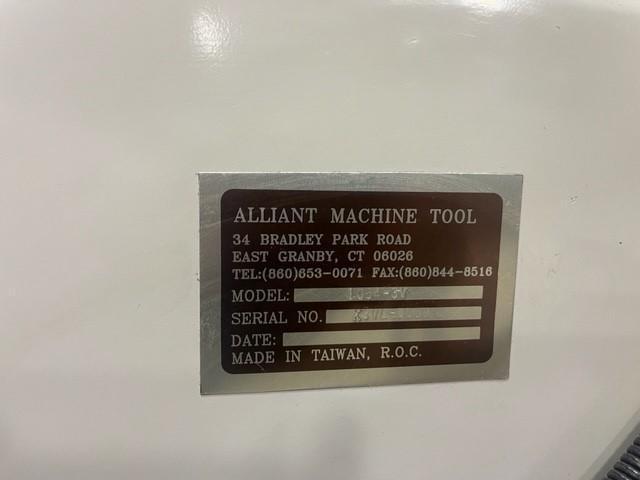 ALLIANT MACHINE TOOL
34 BRADLEY PARK ROAD
EAST GRANBY, CT 06026
TEL:(860)653-0071 FAX:(860)844-8516
MODEL:
SERIAL NO.
DATE:
MADE IN TAIWAN, R.O.C.